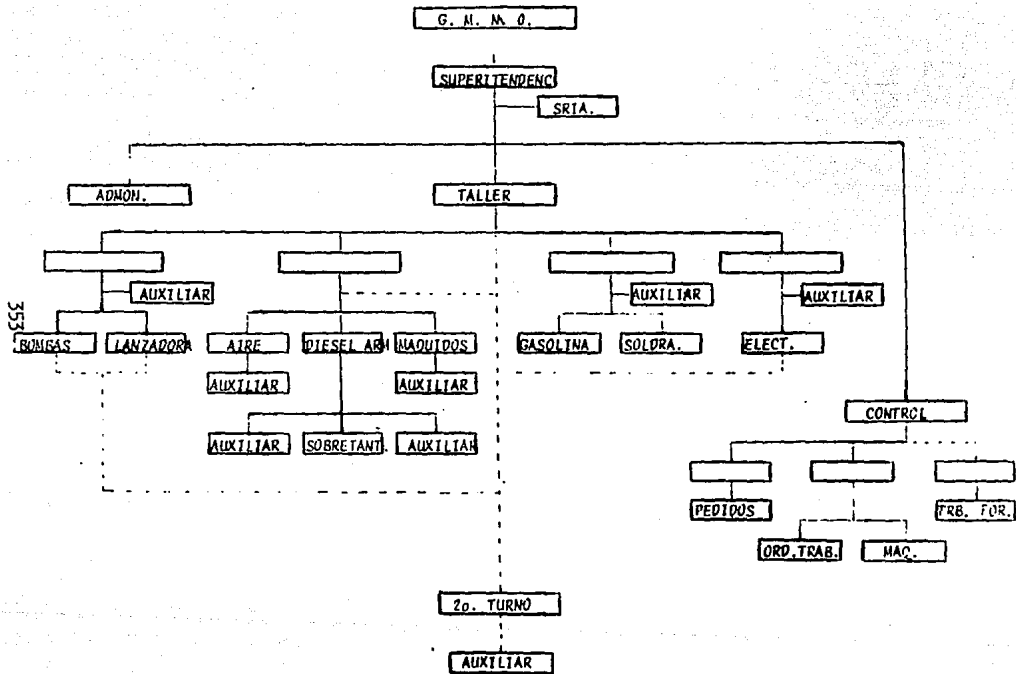 G. M. M O.
SUPERITENDENC
SRIA.
ADMON.
TALLER
AUXILIAR
AUXILIAR
AUXILIAR
353
BOMBAS
LANZADORA
AIRE
DIESEL ARM
MAQUIDOS
GASOLINA
SOLDRA.
ELECT.
AUXILIAR
AUXILIAR
CONTROL
AUXILIAR
SOBRETANT.
AUXILIAR
PEDIDOS
TRB. FOR.
ORD.TRAB.
MAQ.
2o. TURNO
AUXILIAR